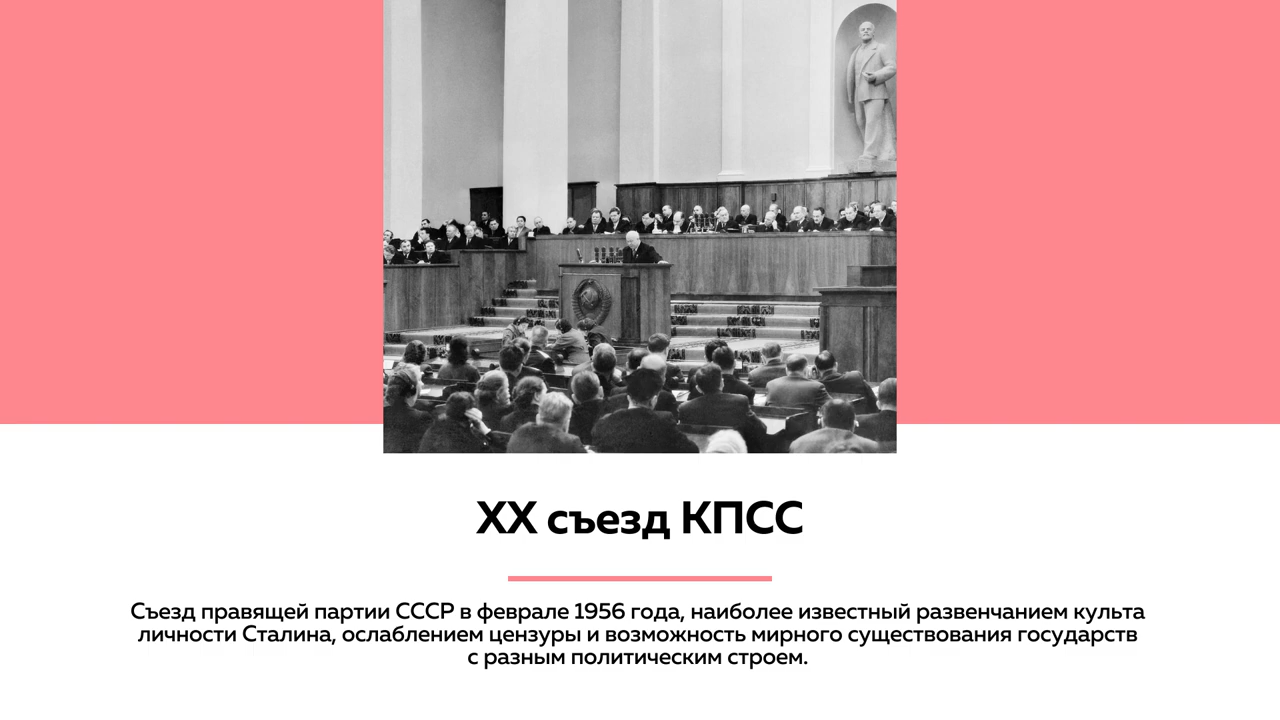 XX съезд КПСС
Съезд правящей партии СССР в феврале 1956 года, наиболее известный развенчанием культа
личности Сталина, ослаблением цензуры и возможность мирного существования государств
с разным политическим строем.